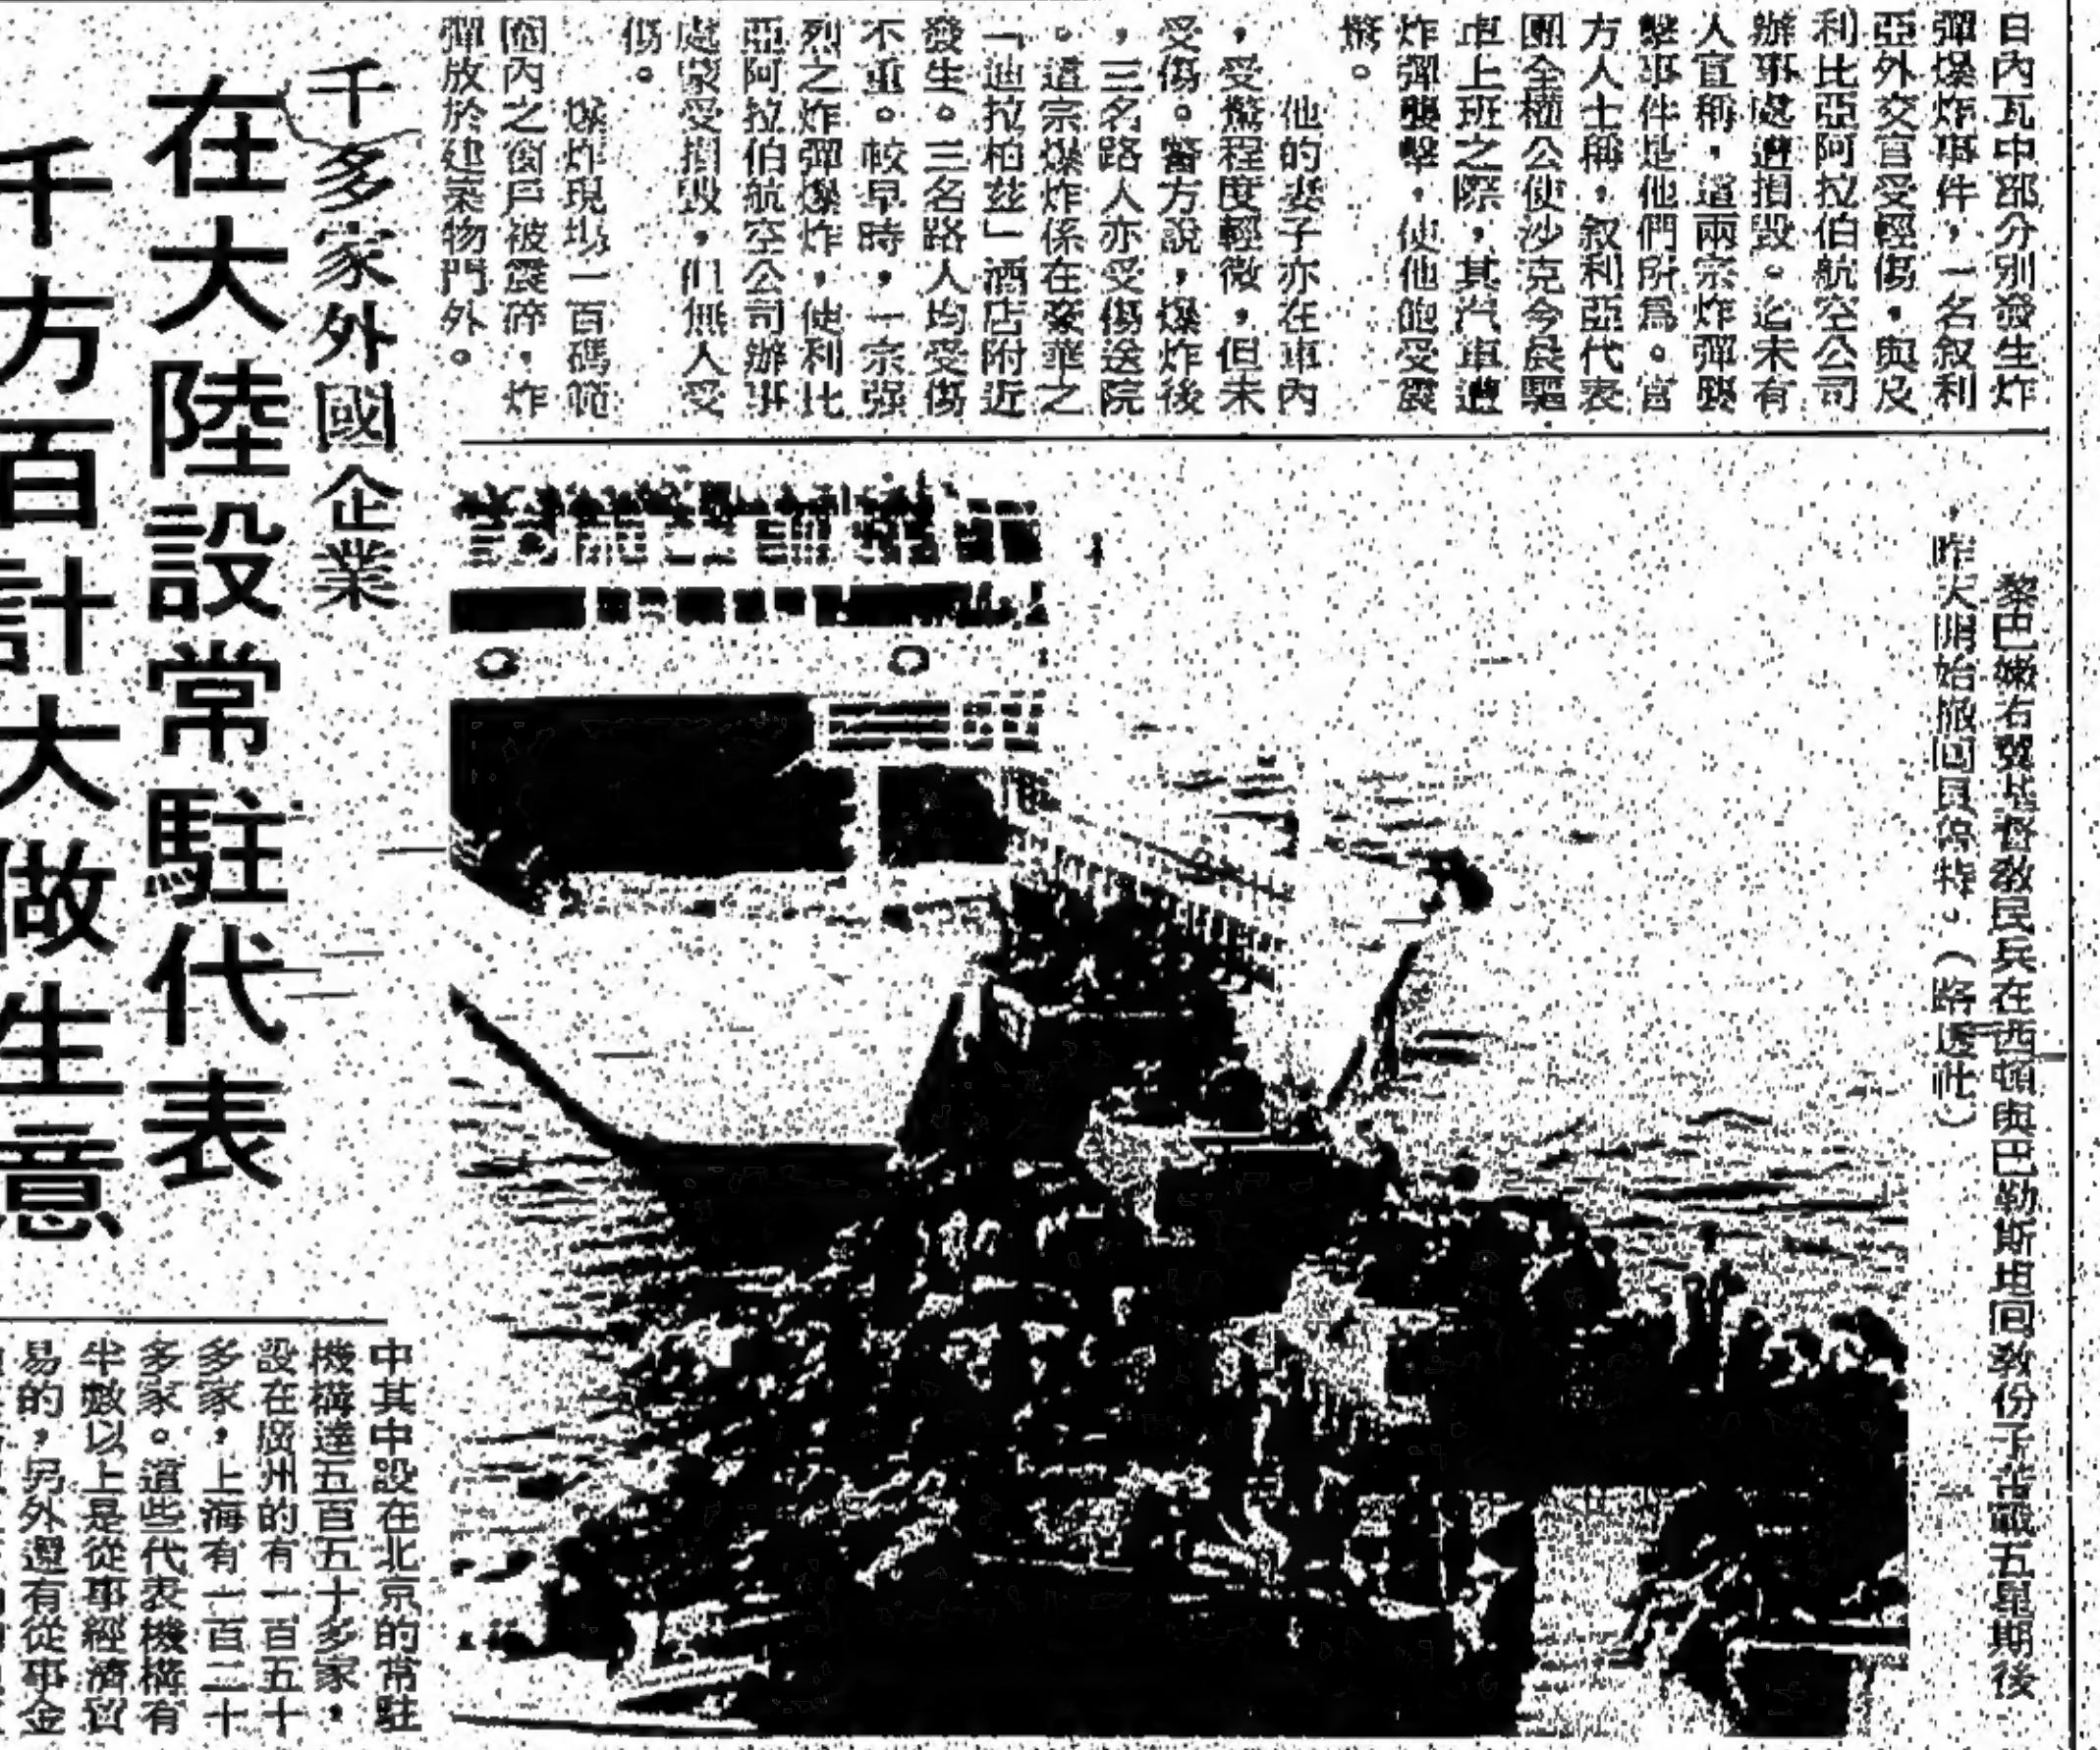 日內瓦中部分別發生炸
彈爆炸事件，一名叙利
亞外交官受輕傷，與及
利比亞阿拉伯航空公司
辦事處遭損毀。迄未有
人宣稱，這兩宗炸彈襲
擊事件是他們所為。官
方人士稱，叙利亞代表
團全權公使沙克今晨驅
車上班之際，其汽車遭
炸彈襲擊，使他飽受震
驚。
他的妻子亦在車內
，受驚程度輕微，但未
受傷。警方說，爆炸後
，三名路人亦受傷送院
。這宗爆炸係在豪華之
「迪拉柏兹」酒店附近
發生。三名路人均受傷
不重。較早時，一宗强
烈之炸彈爆炸，使利比
亞阿拉伯航空公司辦事
處蒙受損毀，但無人受
傷。
爆炸現場一百碼範
圍內之窗戶被震碎，炸
彈放於建築物門外。
黎巴嫩右翼基督教民兵在西頓與巴勒斯坦回教份子苦戰五星期後
，昨天開始撤回貝魯特。（路透社）
千多家外國企業
在大陸設常駐代表
千方百計大做生意
中其中設在北京的常駐
機構達五百五十多家，
設在廣州的有一百五十
多家，上海有一百二十
多家。這些代表機構有
半數以上是從事經濟貿
易的，另外還有從事金